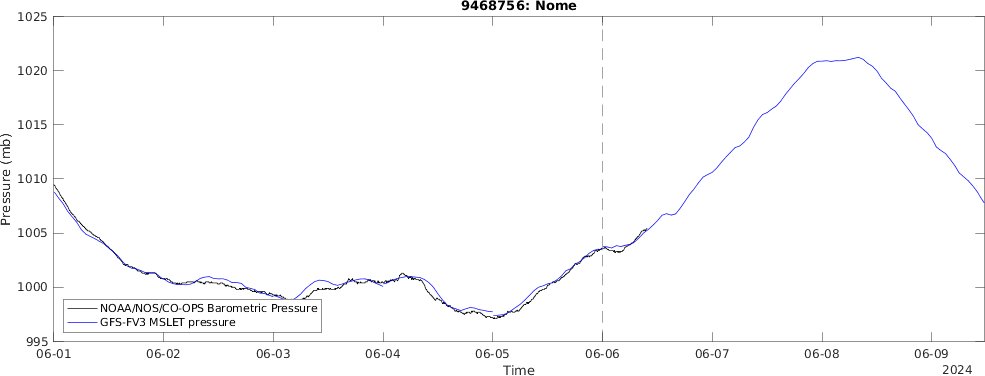 9468756: Nome
1025
1020
1015
1010
1005
1000
995
Pressure (mb)
NOAA/NOS/CO-OPS Barometric Pressure
GFS-FV3 MSLET pressure
06-01 06-02 06-03 06-04 06-05 06-06 06-07 06-08 06-09
Time
2024